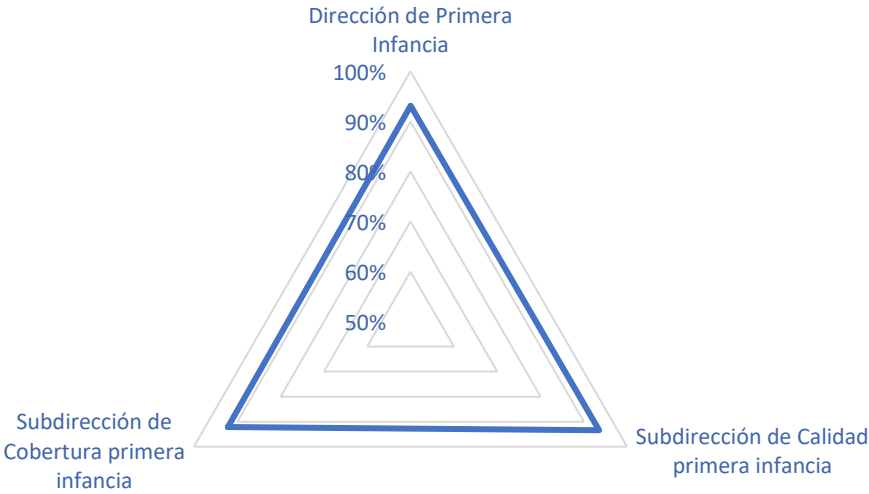 Dirección de Primera
Infancia
100%
90%
80%
70%
60%
50%
Subdirección de Calidad
primera infancia
Subdirección de
Cobertura primera
infancia